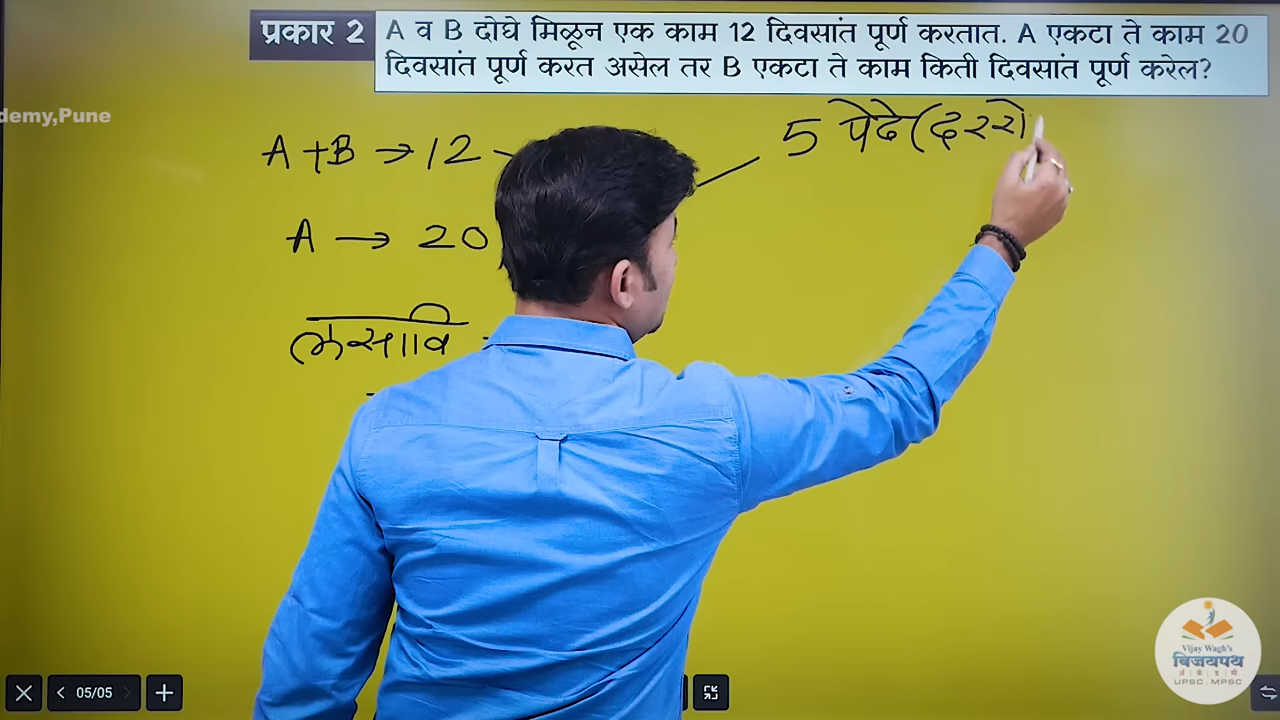 प्रकार 2
A व B दोघे मिळून एक काम 12 दिवसांत पूर्ण करतात. A एकटा ते काम 20
दिवसांत पूर्ण करत असेल तर B एकटा ते काम किती दिवसांत पूर्ण करेल?
demy,Pune
A+B → 12
5 पेढे (दररो
A → 20
लसावि
Vijay Wagh's
विजयपथ
UPSC . MPSC
05/05